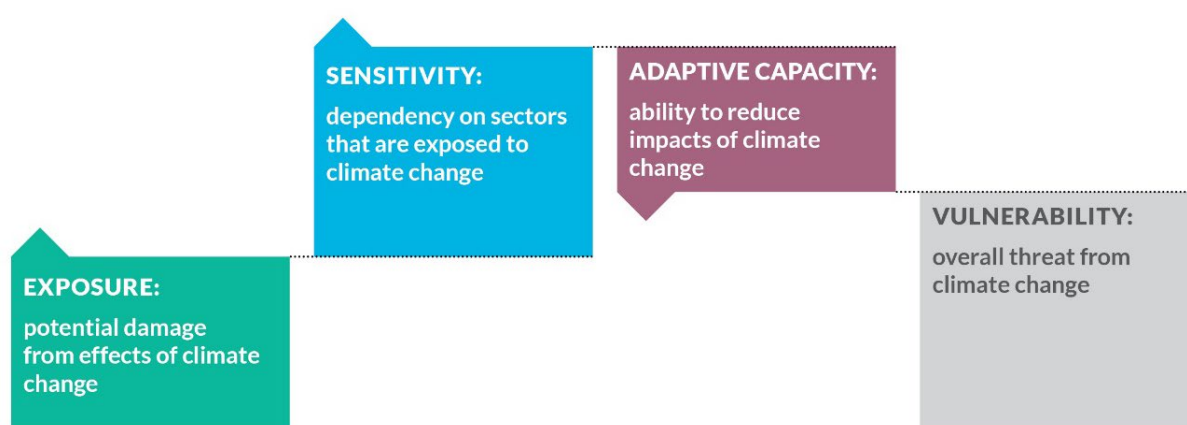 EXPOSURE:
potential damage
from effects of climate
change
SENSITIVITY:
dependency on sectors
that are exposed to
climate change
ADAPTIVE CAPACITY:
ability to reduce
impacts of climate
change
VULNERABILITY:
overall threat from
climate change